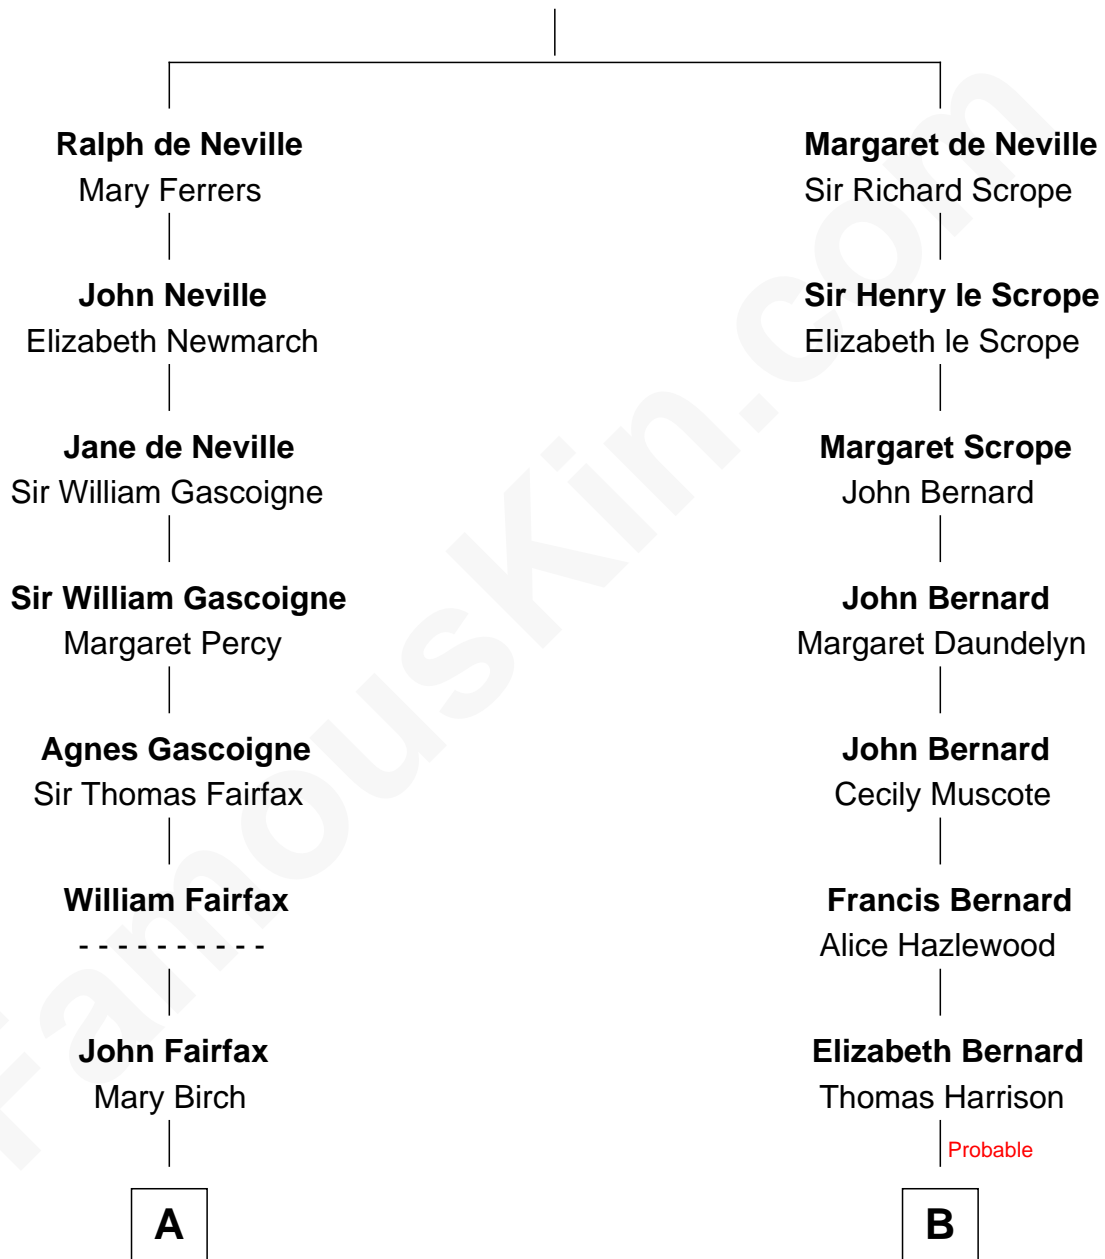 Ralph de Neville
Mary Ferrers
John Neville
Elizabeth Newmarch
Jane de Neville
Sir William Gascoigne
Sir William Gascoigne
Margaret Percy
Agnes Gascoigne
Sir Thomas Fairfax
William Fairfax
- - - - - - - - - -
John Fairfax
Mary Birch
A
Margaret de Neville
Sir Richard Scrope
Sir Henry le Scrope
Elizabeth le Scrope
Margaret Scrope
John Bernard
John Bernard
Margaret Daundelyn
John Bernard
Cecily Muscote
Francis Bernard
Alice Hazlewood
Elizabeth Bernard
Thomas Harrison
Probable
B
FamousKin.com